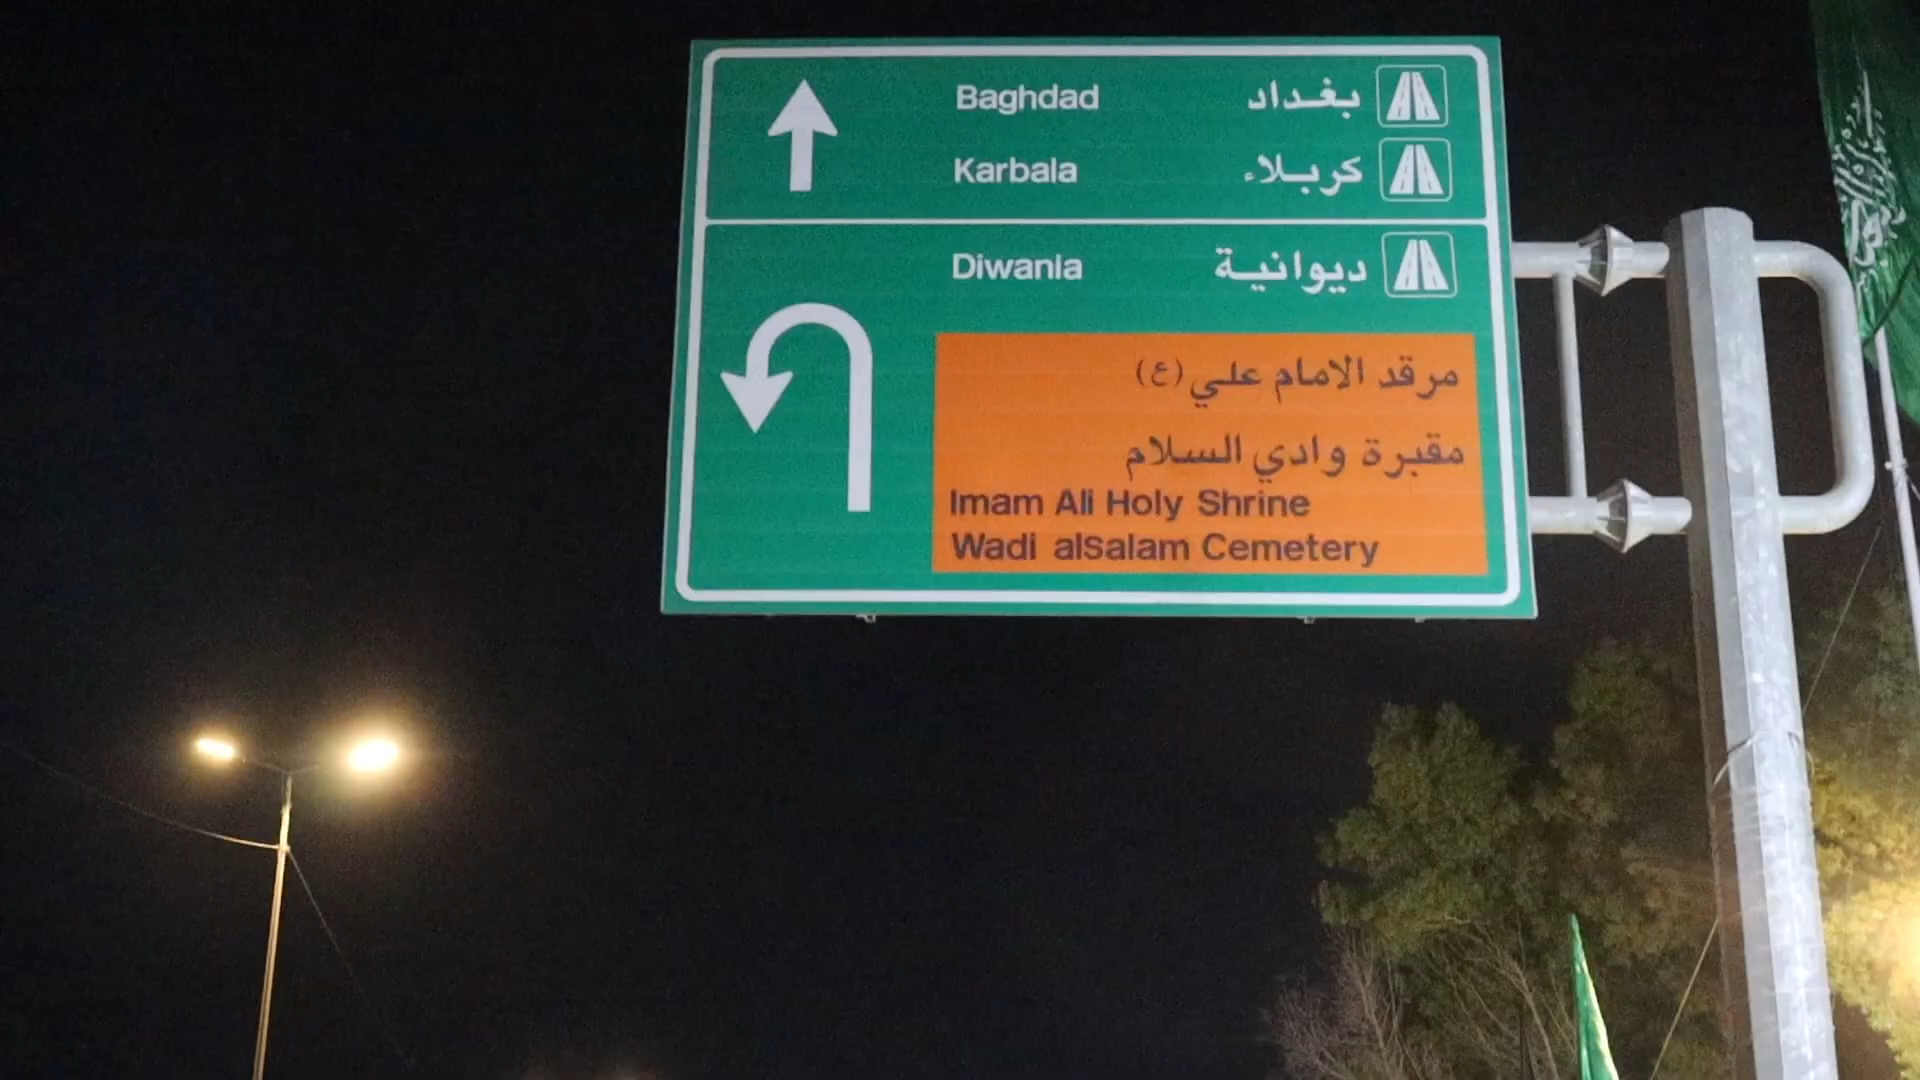 Baghdad بغداد
Karbala كربلاء
Diwania ديوانية
مرقد الامام علي (ع)
مقبرة وادي السلام
Imam Ali Holy Shrine
Wadi alSalam Cemetery